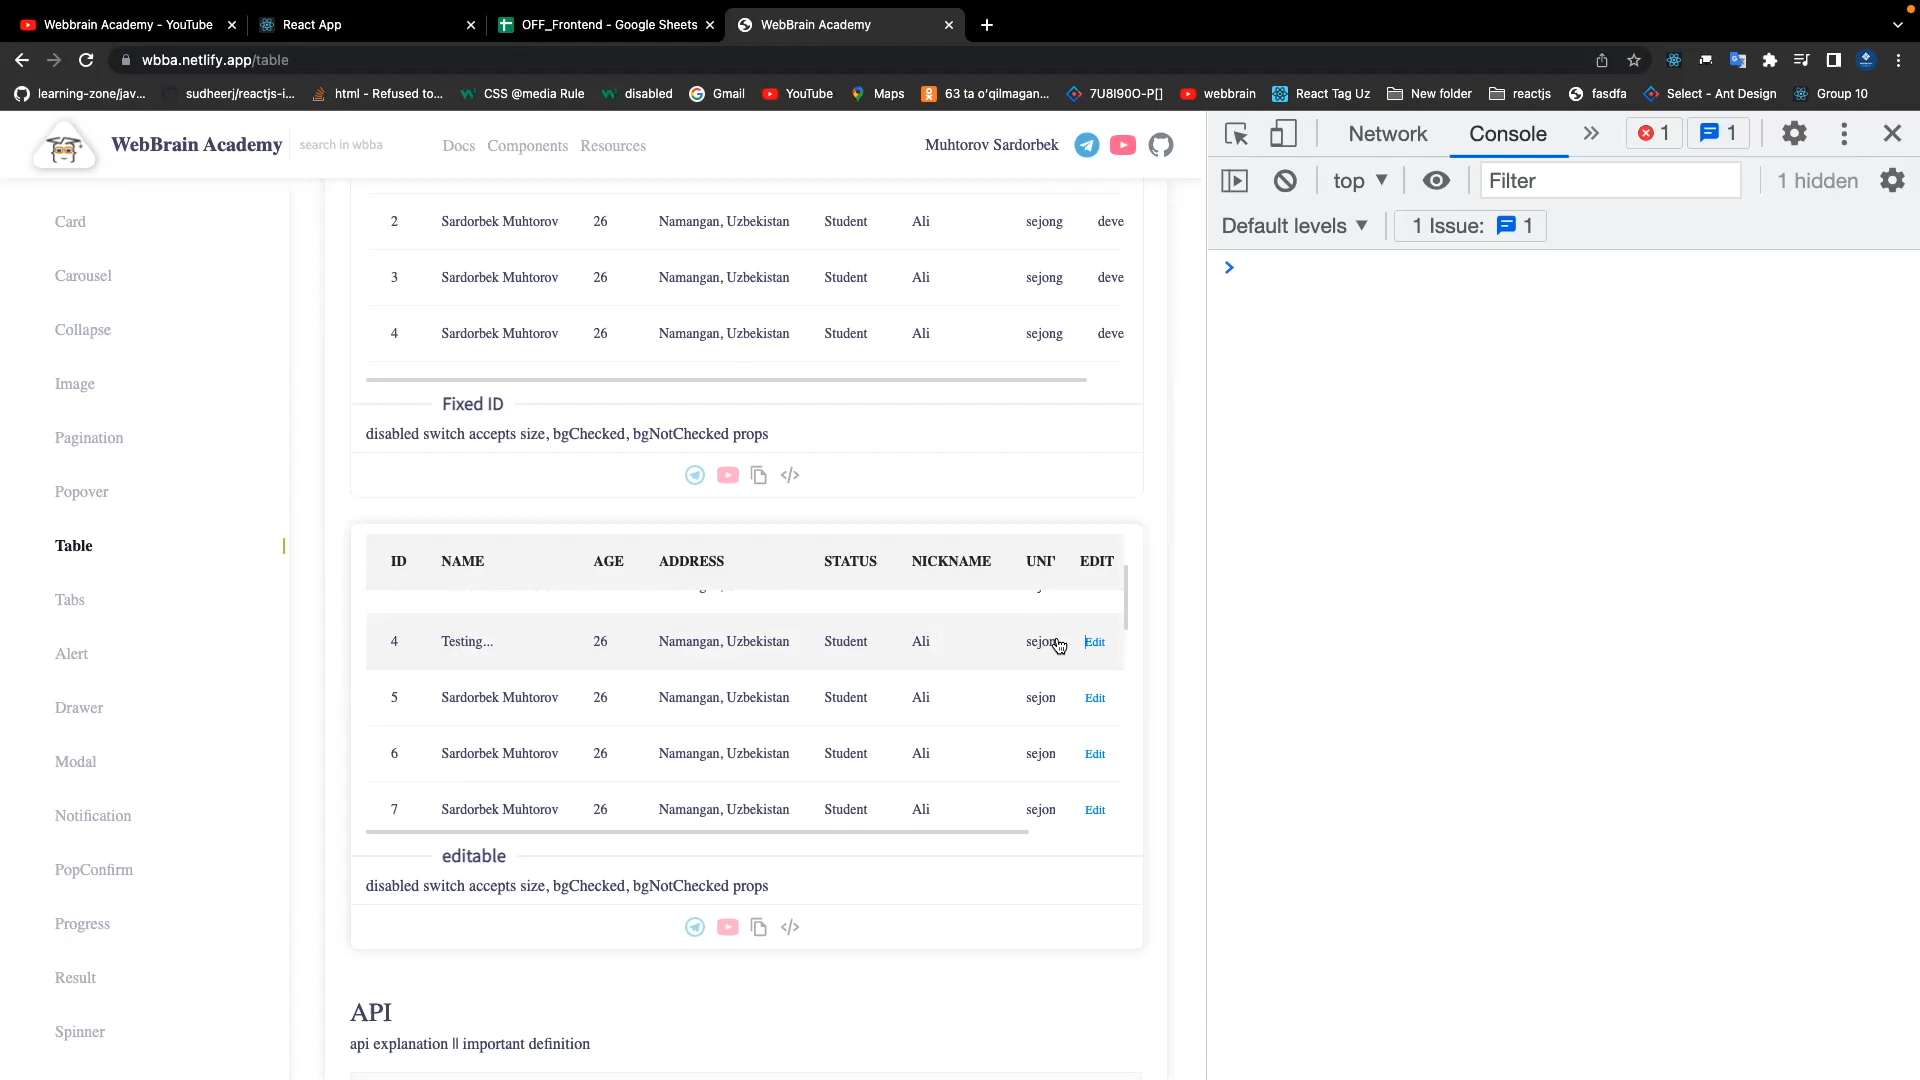 Webbrain Academy - YouTube
React App
OFF_Frontend - Google Sheets
WebBrain Academy
wbba.netlify.app/table
learning-zone/jav...
sudheerj/reactjs-i...
html - Refused to...
CSS @media Rule
disabled
Gmail
YouTube
Maps
63 ta o'qilmagan...
7U8I90O-P[]
webbrain
React Tag Uz
New folder
reactjs
fasdfa
Select - Ant Design
Group 10
WebBrain Academy
search in wbba
Docs
Components
Resources
Muhtorov Sardorbek
Network
Console
1
1
top
Filter
1 hidden
Default levels
1 Issue:
1
Card
Carousel
Collapse
Image
Pagination
Popover
Table
Tabs
Alert
Drawer
Modal
Notification
PopConfirm
Progress
Result
Spinner
2 Sardorbek Muhtorov 26 Namangan, Uzbekistan Student Ali sejong deve
3 Sardorbek Muhtorov 26 Namangan, Uzbekistan Student Ali sejong deve
4 Sardorbek Muhtorov 26 Namangan, Uzbekistan Student Ali sejong deve
Fixed ID
disabled switch accepts size, bgChecked, bgNotChecked props
ID NAME AGE ADDRESS STATUS NICKNAME UNI EDIT
4 Testing... 26 Namangan, Uzbekistan Student Ali sejon Edit
5 Sardorbek Muhtorov 26 Namangan, Uzbekistan Student Ali sejon Edit
6 Sardorbek Muhtorov 26 Namangan, Uzbekistan Student Ali sejon Edit
7 Sardorbek Muhtorov 26 Namangan, Uzbekistan Student Ali sejon Edit
editable
disabled switch accepts size, bgChecked, bgNotChecked props
API
api explanation || important definition